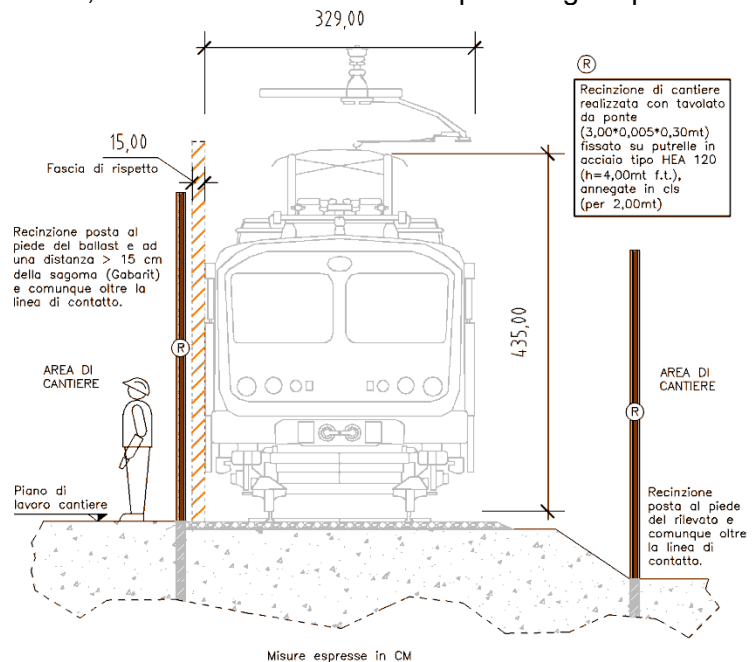 329,00
15,00
Fascia di rispetto
Recinzione posta al
piede del ballast e ad
una distanza > 15 cm
della sagoma (Gabarit)
e comunque oltre la
linea di contatto.
R
Recinzione di cantiere
realizzata con tavolato
da ponte
(3,00*0,005*0,30mt)
fissato su putrelle in
acciaio tipo HEA 120
(h=4,00mt f.t.),
annegate in cls
(per 2,00mt)
435,00
R
AREA DI
CANTIERE
AREA DI
CANTIERE
R
Piano di
lavoro cantiere
Recinzione
posta al piede
del rilevato e
comunque oltre
la linea di
contatto.
Misure espresse in CM